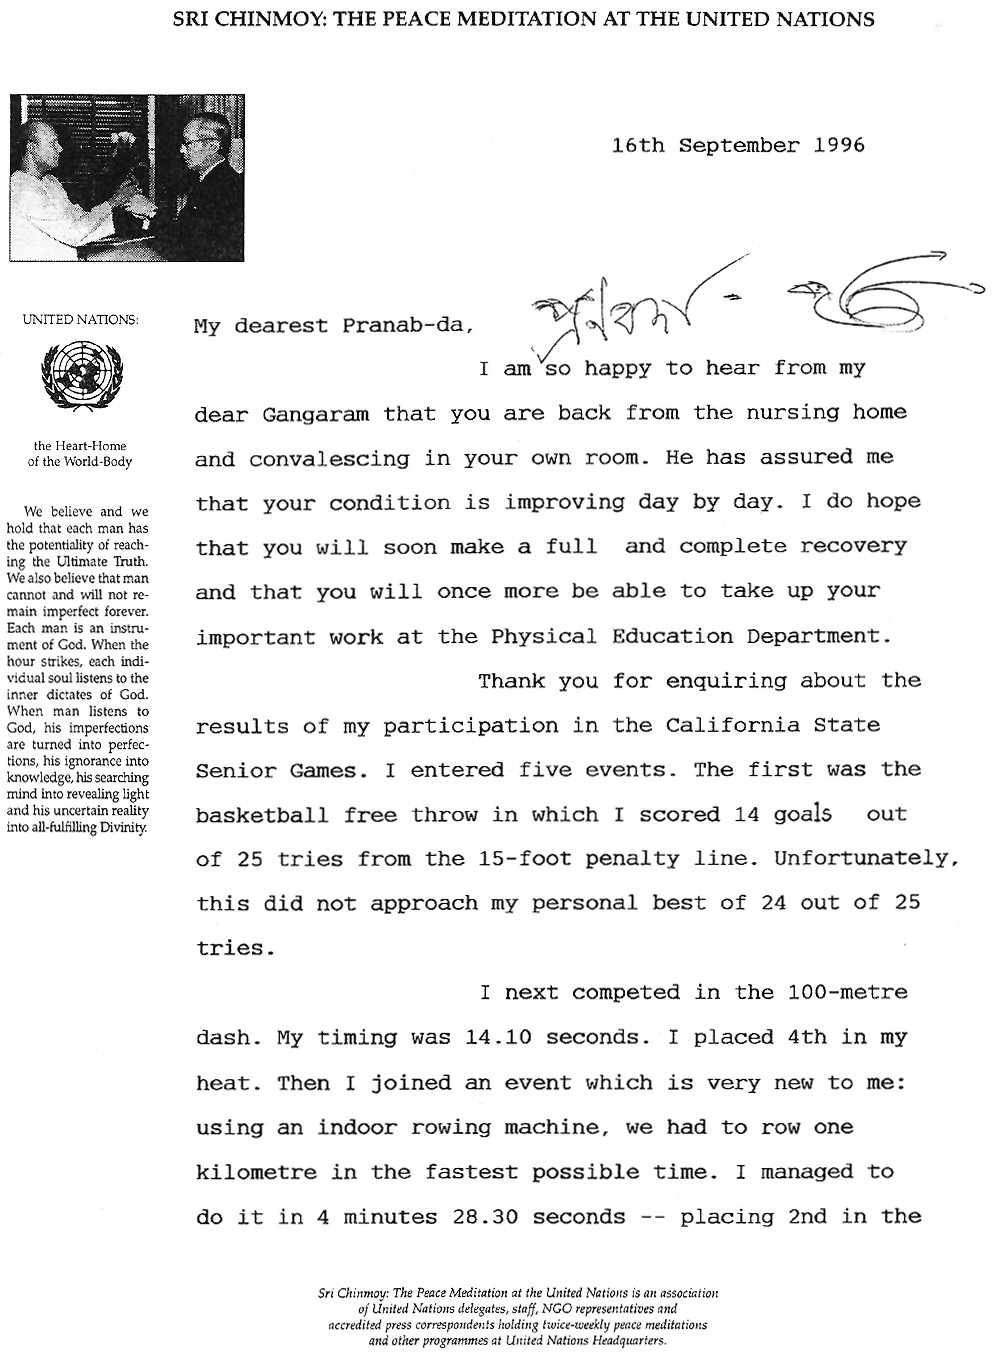 SRI CHINMOY: THE PEACE MEDITATION AT THE UNITED NATIONS
16th September 1996
UNITED NATIONS:
the Heart-Home
of the World-Body
We believe and we
hold that each man has
the potentiality of reach-
ing the Ultimate Truth.
We also believe that man
cannot and will not re-
main imperfect forever.
Each man is an instru-
ment of God. When the
hour strikes, each indi-
vidual soul listens to the
inner dictates of God.
When man listens to
God, his imperfections
are turned into perfec-
tions, his ignorance into
knowledge, his searching
mind into revealing light
and his uncertain reality
into all-fulfilling Divinity.
প্রণবদা -
My dearest Pranab-da,
I am so happy to hear from my
dear Gangaram that you are back from the nursing home
and convalescing in your own room. He has assured me
that your condition is improving day by day. I do hope
that you will soon make a full and complete recovery
and that you will once more be able to take up your
important work at the Physical Education Department.
Thank you for enquiring about the
results of my participation in the California State
Senior Games. I entered five events. The first was the
basketball free throw in which I scored 14 goals out
of 25 tries from the 15-foot penalty line. Unfortunately,
this did not approach my personal best of 24 out of 25
tries.
I next competed in the 100-metre
dash. My timing was 14.10 seconds. I placed 4th in my
heat. Then I joined an event which is very new to me:
using an indoor rowing machine, we had to row one
kilometre in the fastest possible time. I managed to
do it in 4 minutes 28.30 seconds -- placing 2nd in the
Sri Chinmoy: The Peace Meditation at the United Nations is an association
of United Nations delegates, staff, NGO representatives and
accredited press correspondents holding twice-weekly peace meditations
and other programmes at United Nations Headquarters.